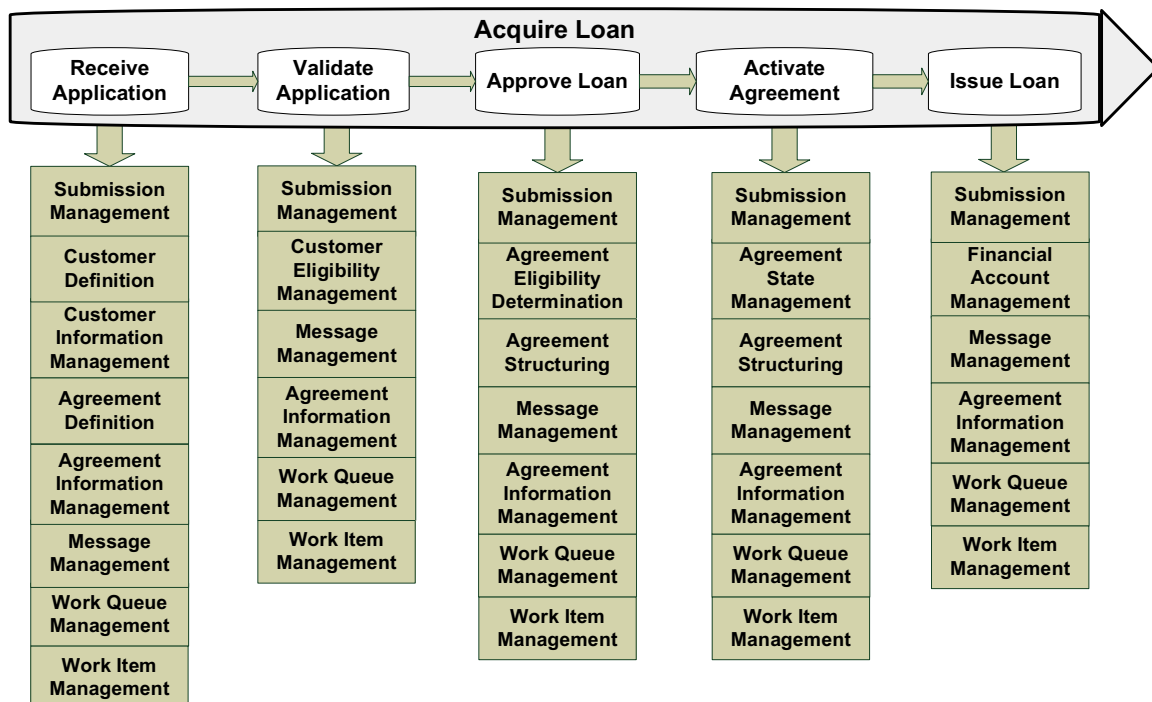 Acquire Loan
Receive
Application
Validate
Application
Approve Loan
Activate
Agreement
Issue Loan
Submission
Management
Customer
Definition
Customer
Information
Management
Agreement
Definition
Agreement
Information
Management
Message
Management
Work Queue
Management
Work Item
Management
Submission
Management
Customer
Eligibility
Management
Message
Management
Agreement
Information
Management
Work Queue
Management
Work Item
Management
Submission
Management
Agreement
Eligibility
Determination
Agreement
Structuring
Message
Management
Agreement
Information
Management
Work Queue
Management
Work Item
Management
Submission
Management
Agreement
State
Management
Agreement
Structuring
Message
Management
Agreement
Information
Management
Work Queue
Management
Work Item
Management
Submission
Management
Financial
Account
Management
Message
Management
Agreement
Information
Management
Work Queue
Management
Work Item
Management